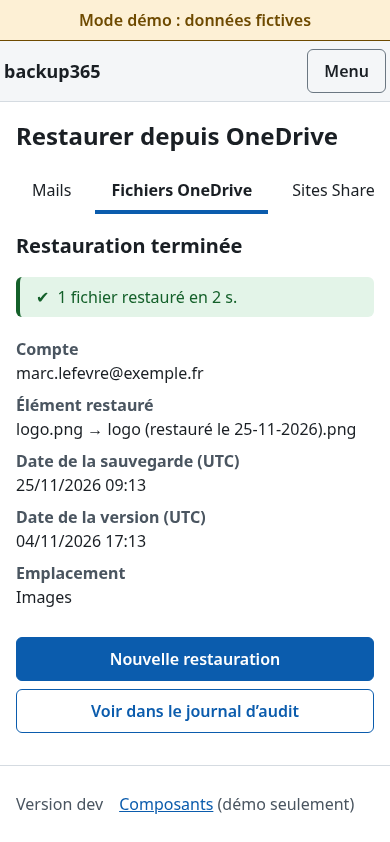 Mode démo : données fictives
backup365
Menu
Restaurer depuis OneDrive
Mails
Fichiers OneDrive
Sites Share
Restauration terminée
✔ 1 fichier restauré en 2 s.
Compte
marc.lefevre@exemple.fr
Élément restauré
logo.png → logo (restauré le 25-11-2026).png
Date de la sauvegarde (UTC)
25/11/2026 09:13
Date de la version (UTC)
04/11/2026 17:13
Emplacement
Images
Nouvelle restauration
Voir dans le journal d’audit
Version dev Composants (démo seulement)